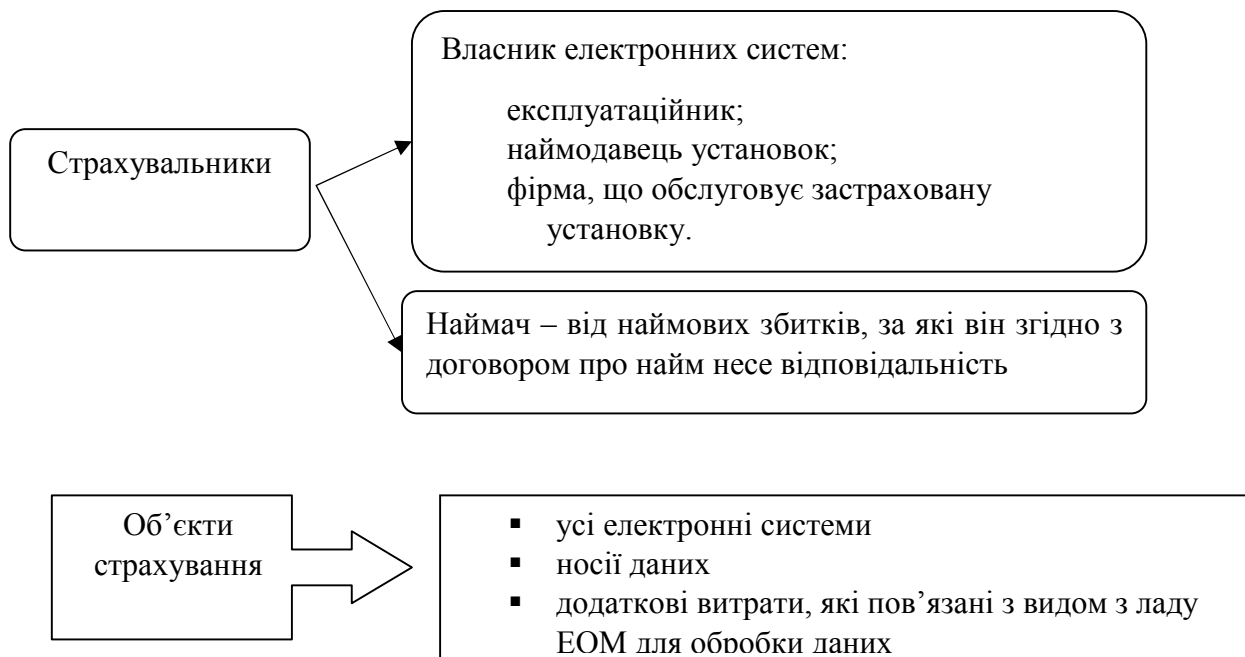 Власник електронних систем:
експлуатаційник;
наймодавець установок;
фірма, що обслуговує застраховану
установку.
Страхувальники
Наймач – від наймових збитків, за які він згідно з
договором про найм несе відповідальність
Об’єкти
страхування
▪ усі електронні системи
▪ носії даних
▪ додаткові витрати, які пов’язані з видом з ладу
ЕОМ для обробки даних